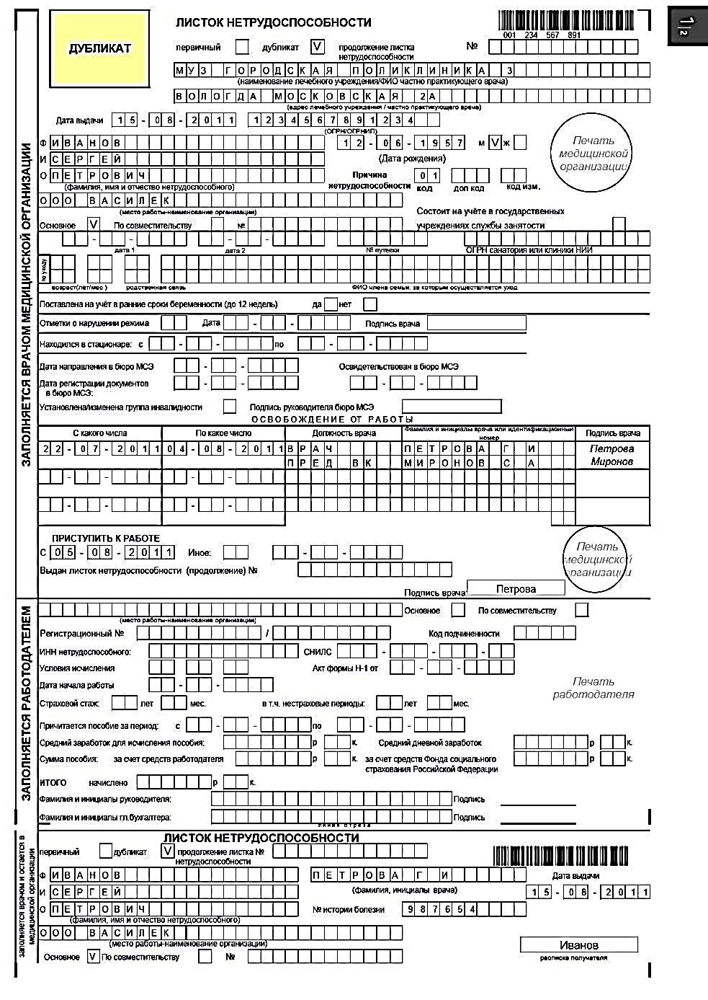 ДУБЛИКАТ
ЛИСТОК НЕТРУДОСПОСОБНОСТИ
001 234 567 891
первичный дубликат V продолжение листка нетрудоспособности №
МУЗ ГОРОДСКАЯ ПОЛИКЛИНИКА 3
(наименование лечебного учреждения/ФИО частно практикующего врача)
ВОЛОГДА МОСКОВСКАЯ 2А
(адрес лечебного учреждения / частно практикующего врача)
Дата выдачи 15-08-2011 1234567891234
(ОГРН/ОГРНИП)
Ф ИВАНОВ 12-06-1957 м V ж
И СЕРГЕЙ (Дата рождения)
О ПЕТРОВИЧ Причина нетрудоспособности 01
(фамилия, имя и отчество нетрудоспособного) код доп код код изм.
Печать медицинской организации
ООО ВАСИЛЕК
(место работы-наименование организации)
Состоит на учёте в государственных учреждениях службы занятости
Основное V По совместительству №
- - - -
дата 1 дата 2 № путевки ОГРН санатория или клиники НИИ
по уходу
возраст(лет/мес ) родственная связь ФИО члена семьи, за которым осуществляется уход
Поставлена на учёт в ранние сроки беременности (до 12 недель) да нет
Отметки о нарушении режима Дата - - Подпись врача
Находился в стационаре: с - - по - -
Дата направления в бюро МСЭ - - Освидетельствован в бюро МСЭ
Дата регистрации документов в бюро МСЭ: - - - -
Установлена/изменена группа инвалидности Подпись руководителя бюро МСЭ
ОСВОБОЖДЕНИЕ ОТ РАБОТЫ
С какого числа По какое число Должность врача Фамилия и инициалы врача или идентификационный номер Подпись врача
22-07-2011 04-08-2011 ВРАЧ ПЕТРОВА Г И Петрова
ПРЕД ВК МИРОНОВ С А Миронов
- - - -
- - - -
ПРИСТУПИТЬ К РАБОТЕ
С 05-08-2011 Иное: - -
Выдан листок нетрудоспособности (продолжение) №
Печать медицинской организации
Подпись врача: Петрова
ЗАПОЛНЯЕТСЯ ВРАЧОМ МЕДИЦИНСКОЙ ОРГАНИЗАЦИИ
Основное По совместительству
(место работы-наименование организации)
Регистрационный № / Код подчиненности
ИНН нетрудоспособного: СНИЛС - - -
Условия исчисления Акт формы Н-1 от - -
Дата начала работы - -
Печать работодателя
Страховой стаж: лет мес. в т.ч. нестраховые периоды: лет мес.
Причитается пособие за период: с - - по - -
Средний заработок для исчисления пособия: р к. Средний дневной заработок р к.
Сумма пособия: за счет средств работодателя р к. за счет средств Фонда социального страхования Российской Федерации р к.
ИТОГО начислено р к.
Фамилия и инициалы руководителя: Подпись
Фамилия и инициалы гл.бухгалтера: Подпись
ЗАПОЛНЯЕТСЯ РАБОТОДАТЕЛЕМ
линия отреза
ЛИСТОК НЕТРУДОСПОСОБНОСТИ
первичный дубликат V продолжение листка № нетрудоспособности
Ф ИВАНОВ ПЕТРОВА Г И Дата выдачи
И СЕРГЕЙ (фамилия, инициалы врача) 15-08-2011
О ПЕТРОВИЧ № истории болезни 987654
(фамилия, имя и отчество нетрудоспособного)
ООО ВАСИЛЕК
(место работы-наименование организации)
Иванов
Основное V По совместительству № расписка получателя
заполняется врачом и остается в медицинской организации